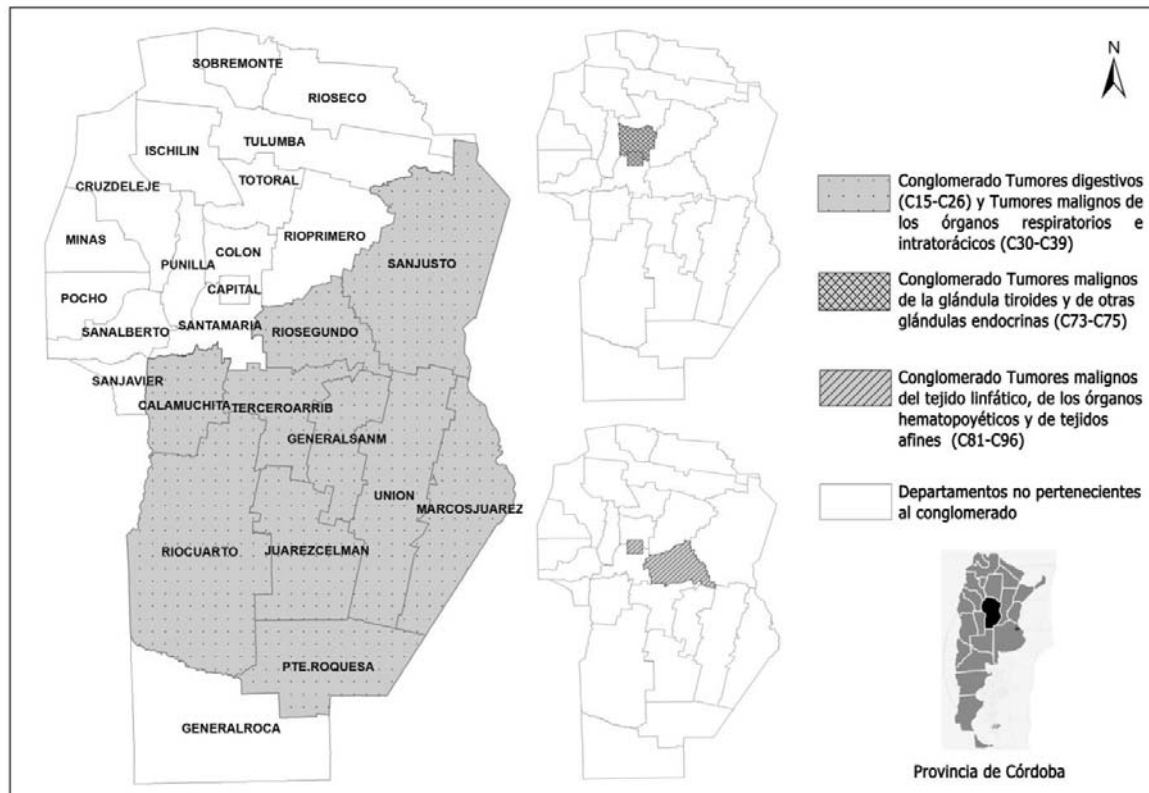 SOBREMONTE
RIOSECO
TULUMBA
ISCHILIN
TOTORAL
CRUZDELEJE
MINAS
RIOPRIMERO
COLON
PUNILLA
SANJUSTO
CAPITAL
POCHO
SANTAMARIA
SANALBERTO
RIOSEGUNDO
SANJAVIER
CALAMUCHITA
TERCEROARRIB
GENERALSANM
UNION
MARCOSJUAREZ
RIOCUARTO
JUAREZCELMAN
PTE.ROQUESA
GENERALROCA
N
Conglomerado Tumores digestivos
(C15-C26) y Tumores malignos de
los órganos respiratorios e
intratorácicos (C30-C39)
Conglomerado Tumores malignos
de la glándula tiroides y de otras
glándulas endocrinas (C73-C75)
Conglomerado Tumores malignos
del tejido linfático, de los órganos
hematopoyéticos y de tejidos
afines (C81-C96)
Departamentos no pertenecientes
al conglomerado
Provincia de Córdoba